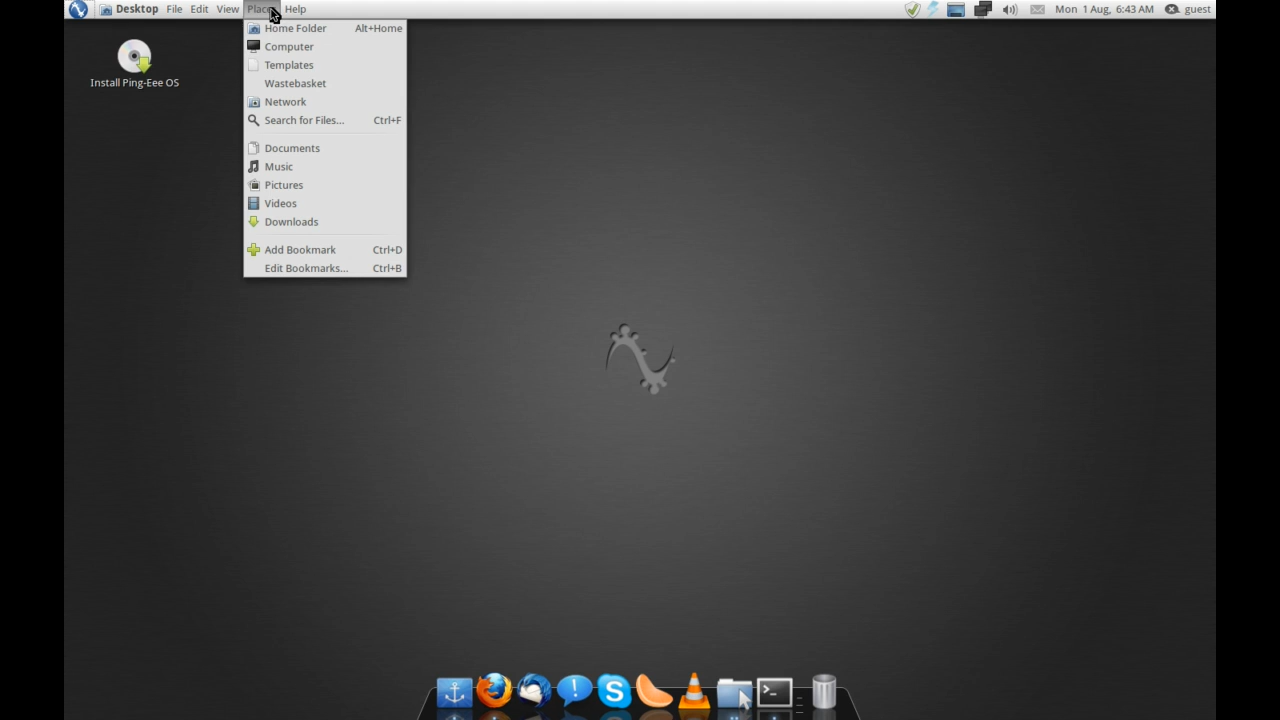 Desktop File Edit View Places Help Mon 1 Aug, 6:43 AM guest
Home Folder Alt+Home
Computer
Templates
Wastebasket
Network
Search for Files... Ctrl+F
Documents
Music
Pictures
Videos
Downloads
Add Bookmark Ctrl+D
Edit Bookmarks... Ctrl+B
Install Ping-Eee OS